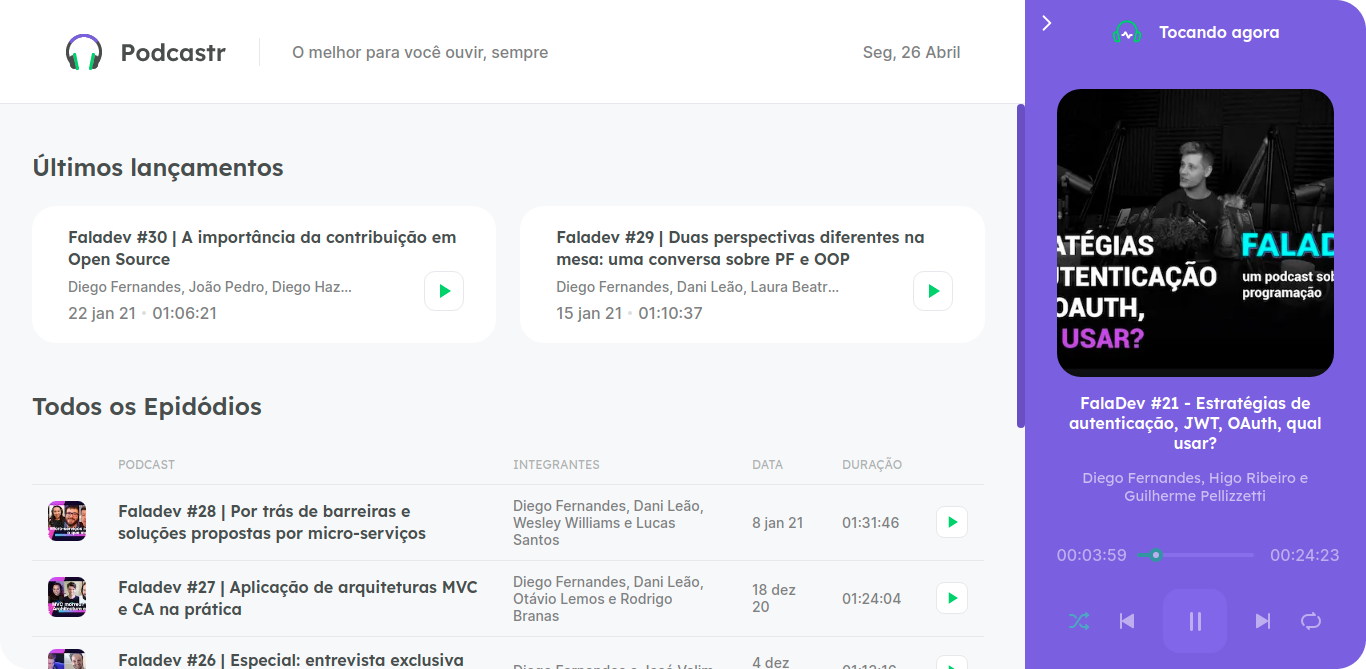 Podcastr
O melhor para você ouvir, sempre
Seg, 26 Abril
Últimos lançamentos
Faladev #30 | A importância da contribuição em
Open Source
Diego Fernandes, João Pedro, Diego Haz...
22 jan 21 • 01:06:21
Faladev #29 | Duas perspectivas diferentes na
mesa: uma conversa sobre PF e OOP
Diego Fernandes, Dani Leão, Laura Beatr...
15 jan 21 • 01:10:37
Todos os Epidódios
PODCAST
INTEGRANTES
DATA
DURAÇÃO
Faladev #28 | Por trás de barreiras e
soluções propostas por micro-serviços
Diego Fernandes, Dani Leão,
Wesley Williams e Lucas
Santos
8 jan 21
01:31:46
Faladev #27 | Aplicação de arquiteturas MVC
e CA na prática
Diego Fernandes, Dani Leão,
Otávio Lemos e Rodrigo
Branas
18 dez
20
01:24:04
Faladev #26 | Especial: entrevista exclusiva
4 dez
Tocando agora
ATÉGIAS
UTENTICAÇÃO
OAUTH,
USAR?
FALAD
um podcast sob
programação
FalaDev #21 - Estratégias de
autenticação, JWT, OAuth, qual
usar?
Diego Fernandes, Higo Ribeiro e
Guilherme Pellizzetti
00:03:59
00:24:23